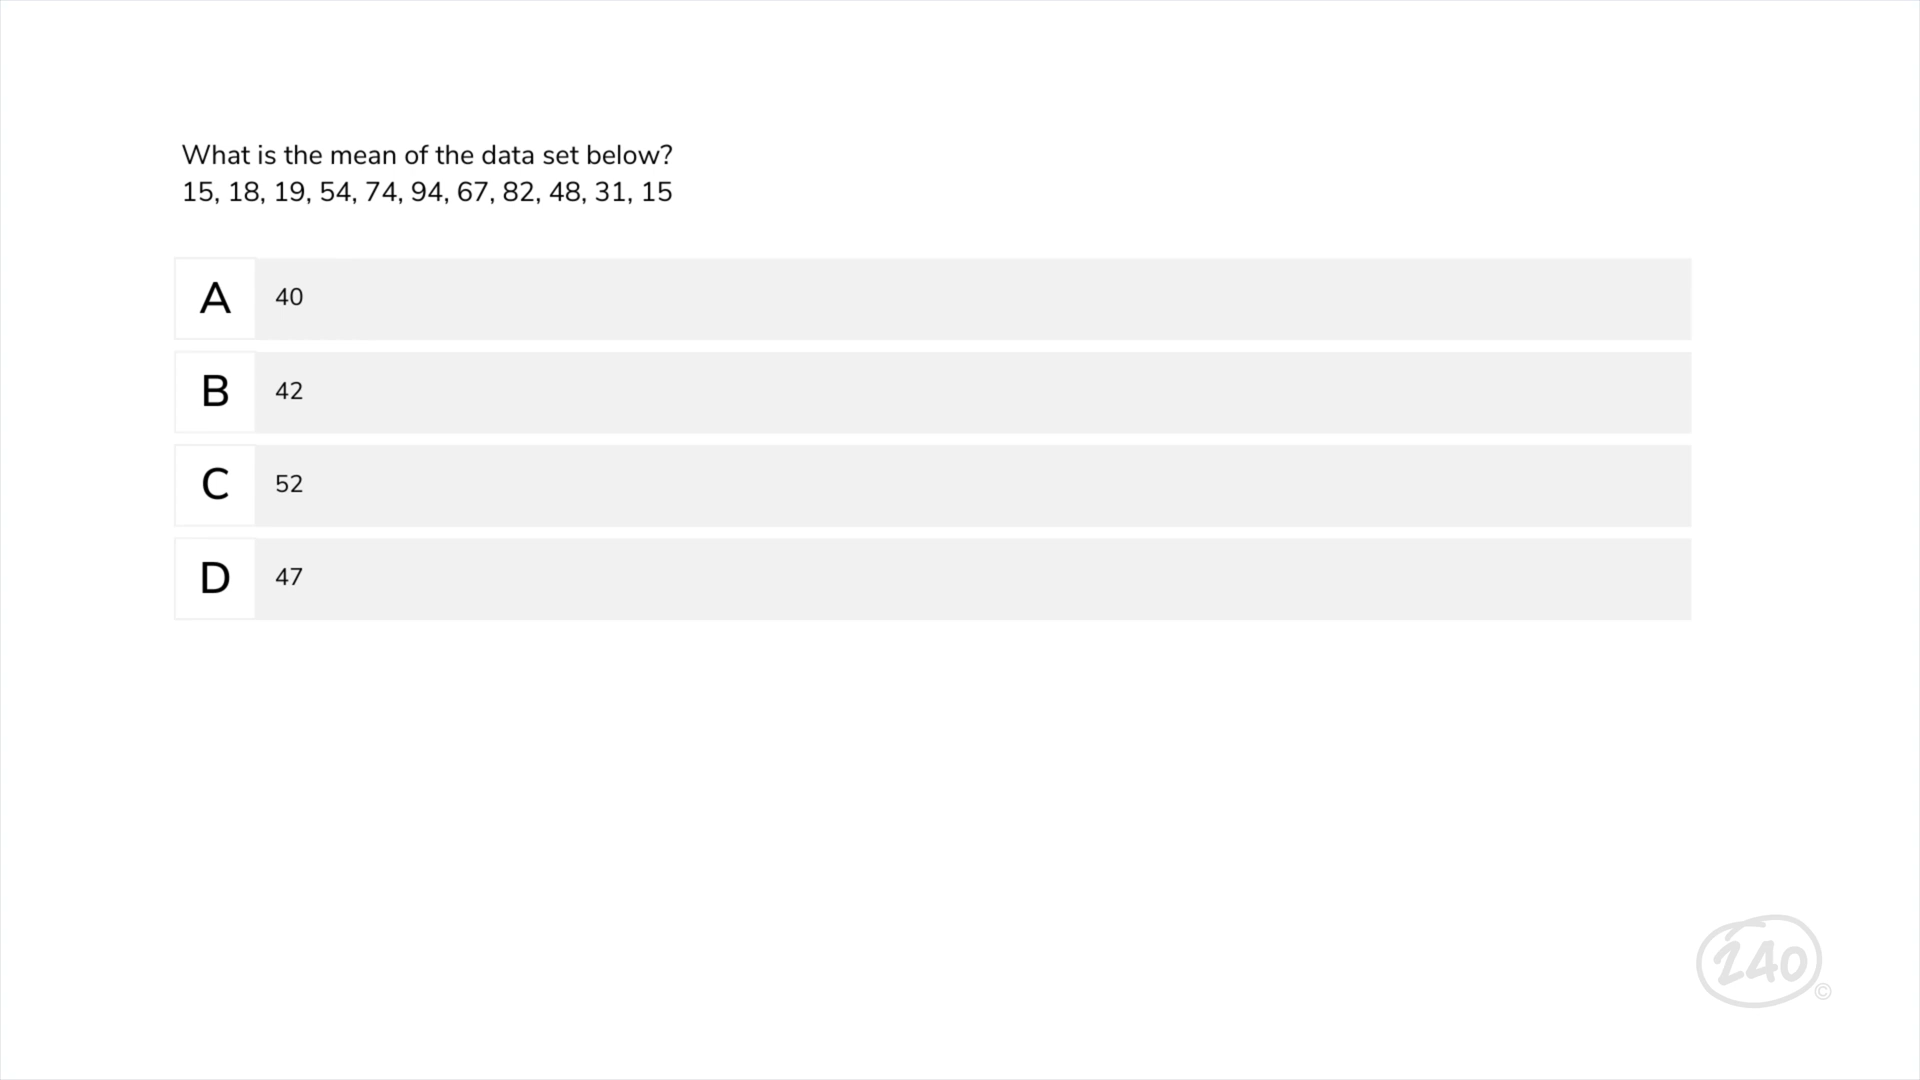 What is the mean of the data set below?
15, 18, 19, 54, 74, 94, 67, 82, 48, 31, 15
A 40
B 42
C 52
D 47
240
©